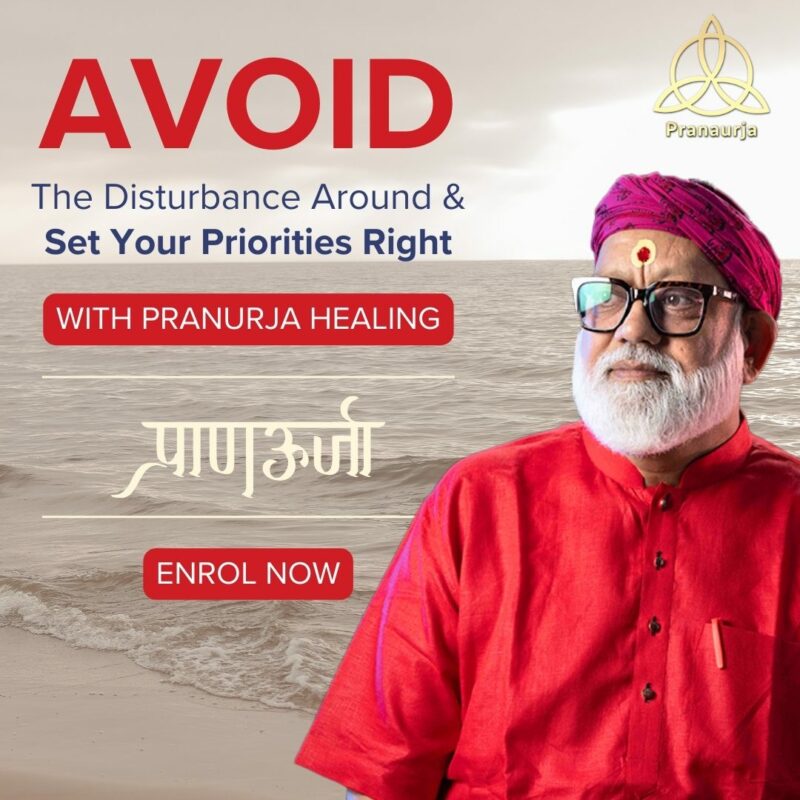 AVOID
The Disturbance Around &
Set Your Priorities Right
WITH PRANURJA HEALING
प्राणऊर्जा
ENROL NOW
Pranaurja